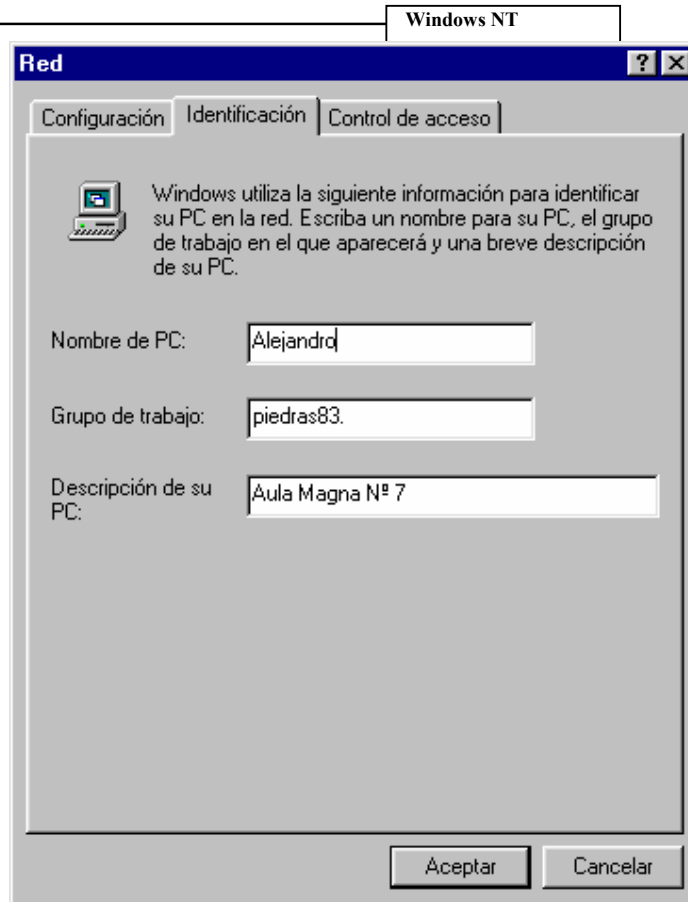 Windows NT
Red
Configuración Identificación Control de acceso
Windows utiliza la siguiente información para identificar
su PC en la red. Escriba un nombre para su PC, el grupo
de trabajo en el que aparecerá y una breve descripción
de su PC.
Nombre de PC: Alejandro
Grupo de trabajo: piedras83.
Descripción de su
PC:
Aula Magna Nº 7
Aceptar Cancelar